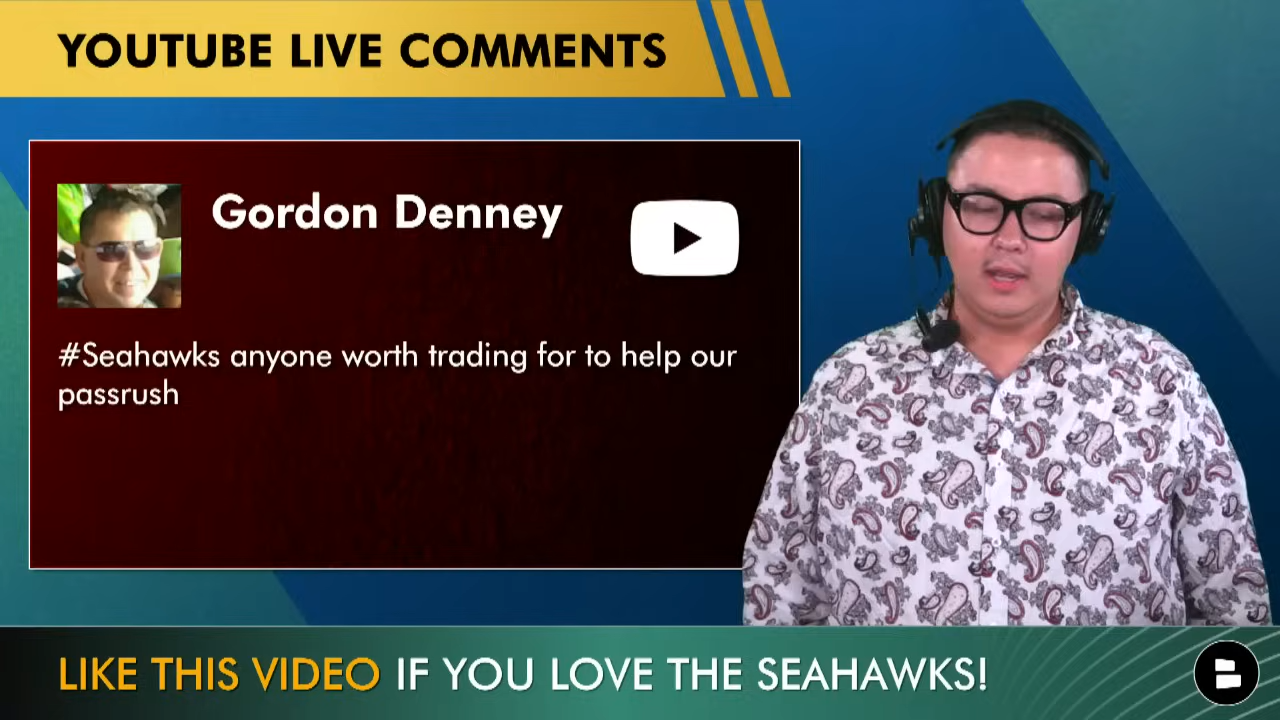 YOUTUBE LIVE COMMENTS
Gordon Denney
#Seahawks anyone worth trading for to help our
passrush
LIKE THIS VIDEO IF YOU LOVE THE SEAHAWKS!